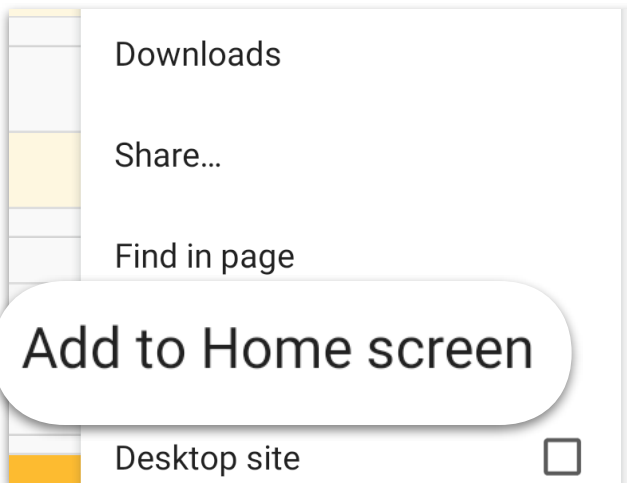 Downloads
Share...
Find in page
Add to Home screen
Desktop site